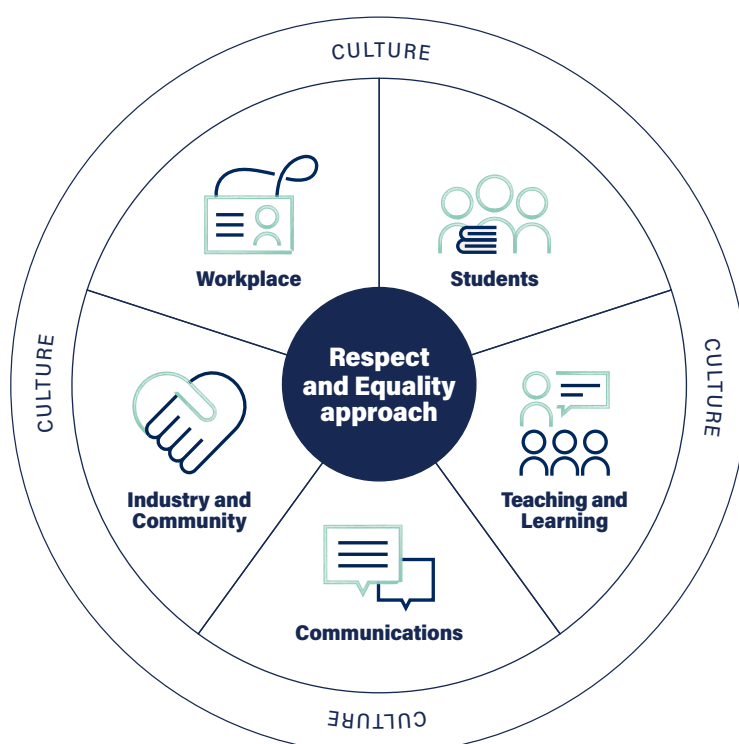 CULTURE
Workplace
Students
CULTURE
Respect
and Equality
approach
CULTURE
Industry and
Community
Teaching and
Learning
Communications
CULTURE